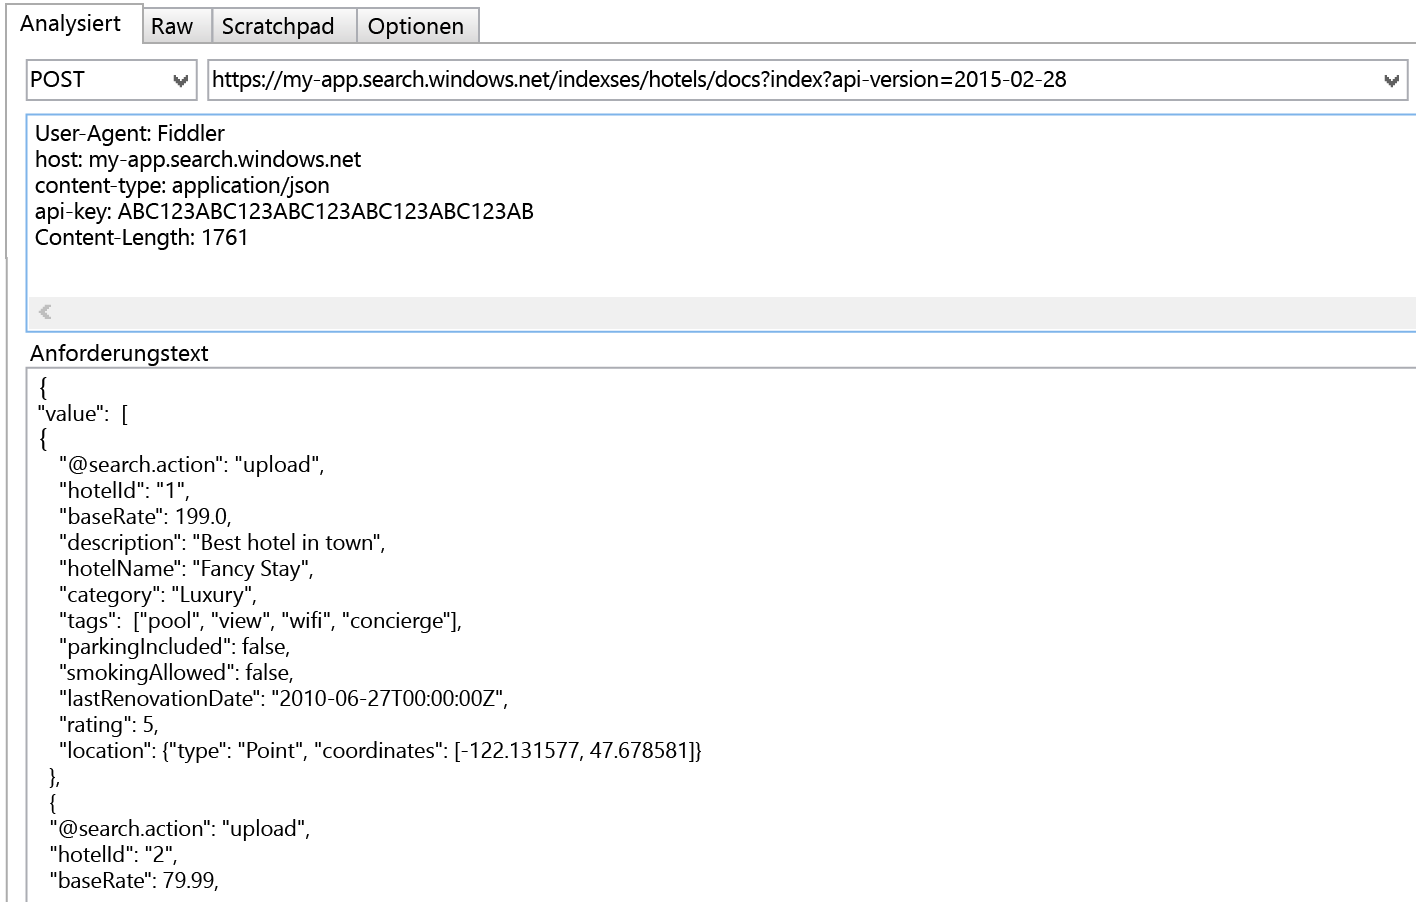 Analysiert Raw Scratchpad Optionen
POST https://my-app.search.windows.net/indexses/hotels/docs?index?api-version=2015-02-28
User-Agent: Fiddler
host: my-app.search.windows.net
content-type: application/json
api-key: ABC123ABC123ABC123ABC123ABC123AB
Content-Length: 1761
Anforderungstext
{
"value": [
{
"@search.action": "upload",
"hotelId": "1",
"baseRate": 199.0,
"description": "Best hotel in town",
"hotelName": "Fancy Stay",
"category": "Luxury",
"tags": ["pool", "view", "wifi", "concierge"],
"parkingIncluded": false,
"smokingAllowed": false,
"lastRenovationDate": "2010-06-27T00:00:00Z",
"rating": 5,
"location": {"type": "Point", "coordinates": [-122.131577, 47.678581]}
},
{
"@search.action": "upload",
"hotelId": "2",
"baseRate": 79.99,